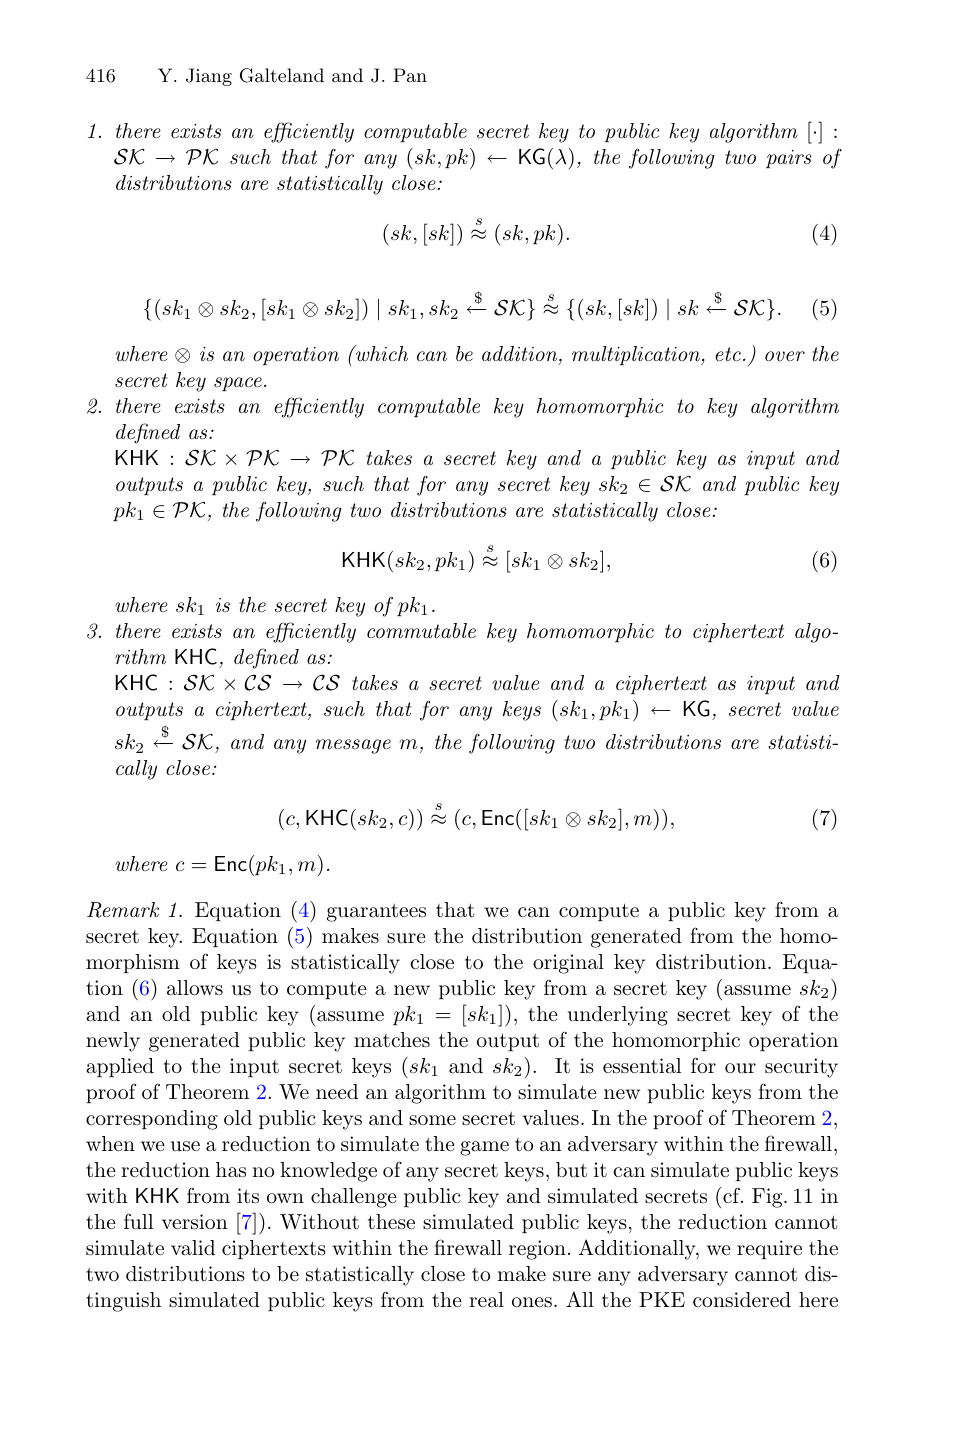 416 Y. Jiang Galteland and J. Pan
1. there exists an efficiently computable secret key to public key algorithm [·] :
𝒮𝒦 → 𝒫𝒦 such that for any (sk, pk) ← KG(λ), the following two pairs of
distributions are statistically close:
(sk, [sk]) ≈ˢ (sk, pk). (4)
{(sk₁ ⊗ sk₂, [sk₁ ⊗ sk₂]) | sk₁, sk₂ ←$ 𝒮𝒦} ≈ˢ {(sk, [sk]) | sk ←$ 𝒮𝒦}. (5)
where ⊗ is an operation (which can be addition, multiplication, etc.) over the
secret key space.
2. there exists an efficiently computable key homomorphic to key algorithm
defined as:
KHK : 𝒮𝒦 × 𝒫𝒦 → 𝒫𝒦 takes a secret key and a public key as input and
outputs a public key, such that for any secret key sk₂ ∈ 𝒮𝒦 and public key
pk₁ ∈ 𝒫𝒦, the following two distributions are statistically close:
KHK(sk₂, pk₁) ≈ˢ [sk₁ ⊗ sk₂], (6)
where sk₁ is the secret key of pk₁.
3. there exists an efficiently commutable key homomorphic to ciphertext algo-
rithm KHC, defined as:
KHC : 𝒮𝒦 × 𝒞𝒮 → 𝒞𝒮 takes a secret value and a ciphertext as input and
outputs a ciphertext, such that for any keys (sk₁, pk₁) ← KG, secret value
sk₂ ←$ 𝒮𝒦, and any message m, the following two distributions are statisti-
cally close:
(c, KHC(sk₂, c)) ≈ˢ (c, Enc([sk₁ ⊗ sk₂], m)), (7)
where c = Enc(pk₁, m).
Remark 1. Equation (4) guarantees that we can compute a public key from a
secret key. Equation (5) makes sure the distribution generated from the homo-
morphism of keys is statistically close to the original key distribution. Equa-
tion (6) allows us to compute a new public key from a secret key (assume sk₂)
and an old public key (assume pk₁ = [sk₁]), the underlying secret key of the
newly generated public key matches the output of the homomorphic operation
applied to the input secret keys (sk₁ and sk₂). It is essential for our security
proof of Theorem 2. We need an algorithm to simulate new public keys from the
corresponding old public keys and some secret values. In the proof of Theorem 2,
when we use a reduction to simulate the game to an adversary within the firewall,
the reduction has no knowledge of any secret keys, but it can simulate public keys
with KHK from its own challenge public key and simulated secrets (cf. Fig. 11 in
the full version [7]). Without these simulated public keys, the reduction cannot
simulate valid ciphertexts within the firewall region. Additionally, we require the
two distributions to be statistically close to make sure any adversary cannot dis-
tinguish simulated public keys from the real ones. All the PKE considered here